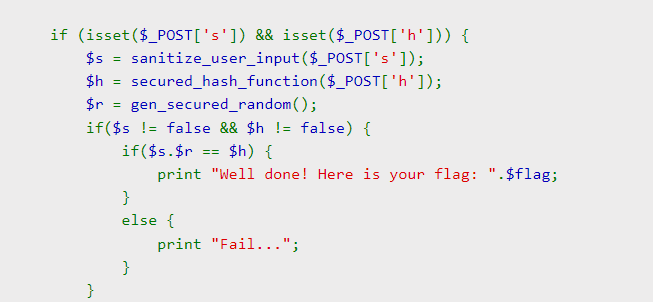 if (isset($_POST['s']) && isset($_POST['h'])) {
    $s = sanitize_user_input($_POST['s']);
    $h = secured_hash_function($_POST['h']);
    $r = gen_secured_random();
    if($s != false && $h != false) {
        if($s.$r == $h) {
            print "Well done! Here is your flag: ".$flag;
        }
        else {
            print "Fail...";
        }
    }